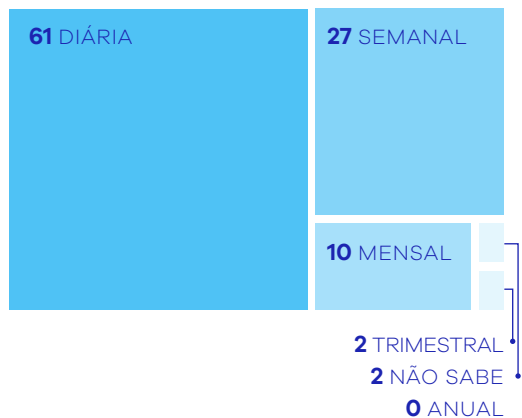 61 DIÁRIA
27 SEMANAL
10 MENSAL
2 TRIMESTRAL
2 NÃO SABE
0 ANUAL